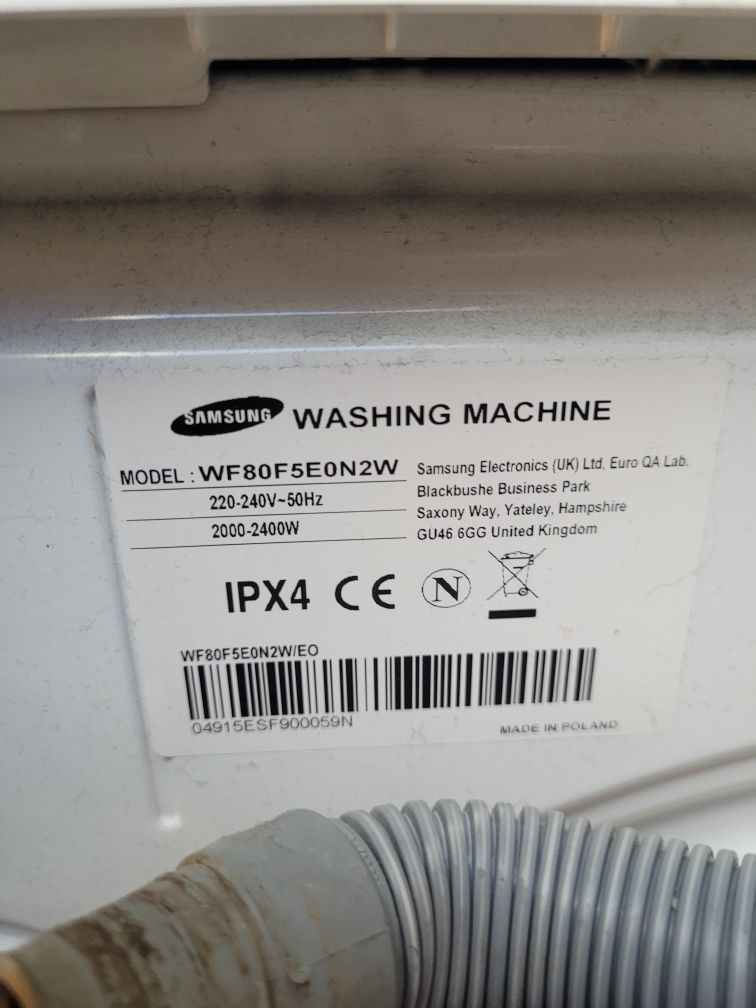 SAMSUNG WASHING MACHINE
MODEL : WF80F5E0N2W
220-240V~50Hz
2000-2400W
Samsung Electronics (UK) Ltd, Euro QA Lab.
Blackbushe Business Park
Saxony Way, Yateley, Hampshire
GU46 6GG United Kingdom
IPX4 CE N
WF80F5E0N2W/EO
04915ESF900059N
MADE IN POLAND